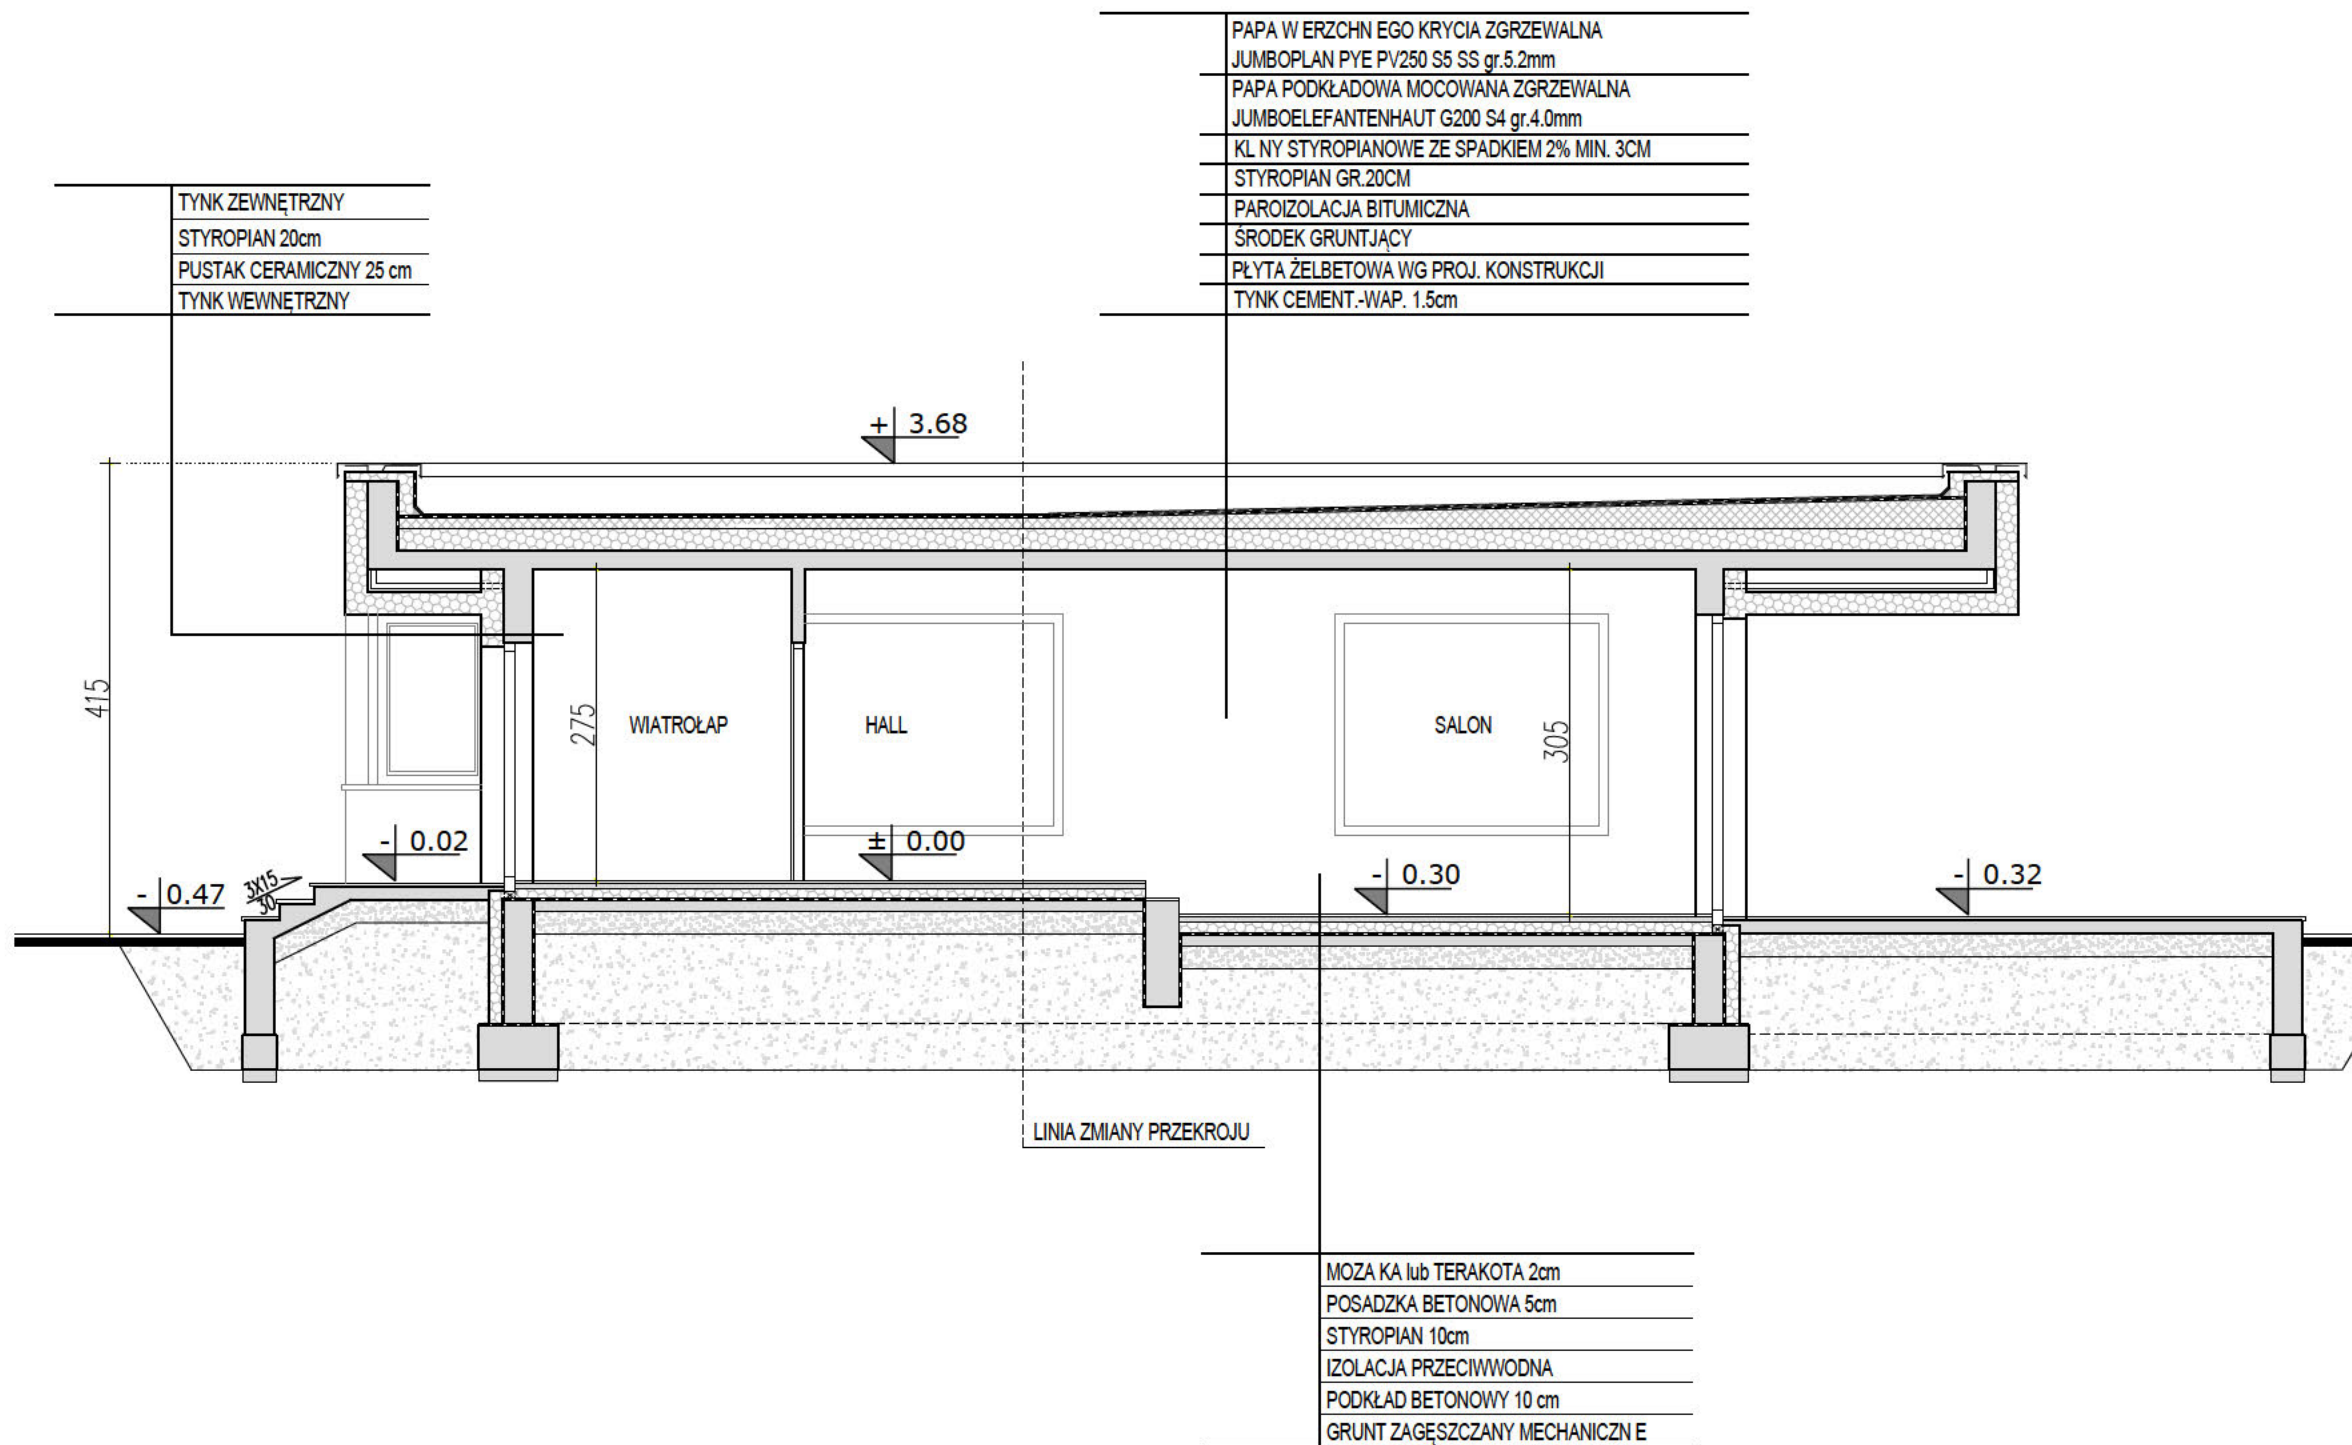 PAPA W ERZCHN EGO KRYCIA ZGRZEWALNA
JUMBOPLAN PYE PV250 S5 SS gr.5.2mm
PAPA PODKŁADOWA MOCOWANA ZGRZEWALNA
JUMBOELEFANTENHAUT G200 S4 gr.4.0mm
KL NY STYROPIANOWE ZE SPADKIEM 2% MIN. 3CM
STYROPIAN GR.20CM
PAROIZOLACJA BITUMICZNA
ŚRODEK GRUNTJĄCY
PŁYTA ŻELBETOWA WG PROJ. KONSTRUKCJI
TYNK CEMENT.-WAP. 1.5cm
TYNK ZEWNĘTRZNY
STYROPIAN 20cm
PUSTAK CERAMICZNY 25 cm
TYNK WEWNĘTRZNY
+ 3.68
415
275
WIATROŁAP
HALL
SALON
305
- 0.02
± 0.00
- 0.47
3X15
30
- 0.30
- 0.32
LINIA ZMIANY PRZEKROJU
MOZA KA lub TERAKOTA 2cm
POSADZKA BETONOWA 5cm
STYROPIAN 10cm
IZOLACJA PRZECIWWODNA
PODKŁAD BETONOWY 10 cm
GRUNT ZAGĘSZCZANY MECHANICZN E